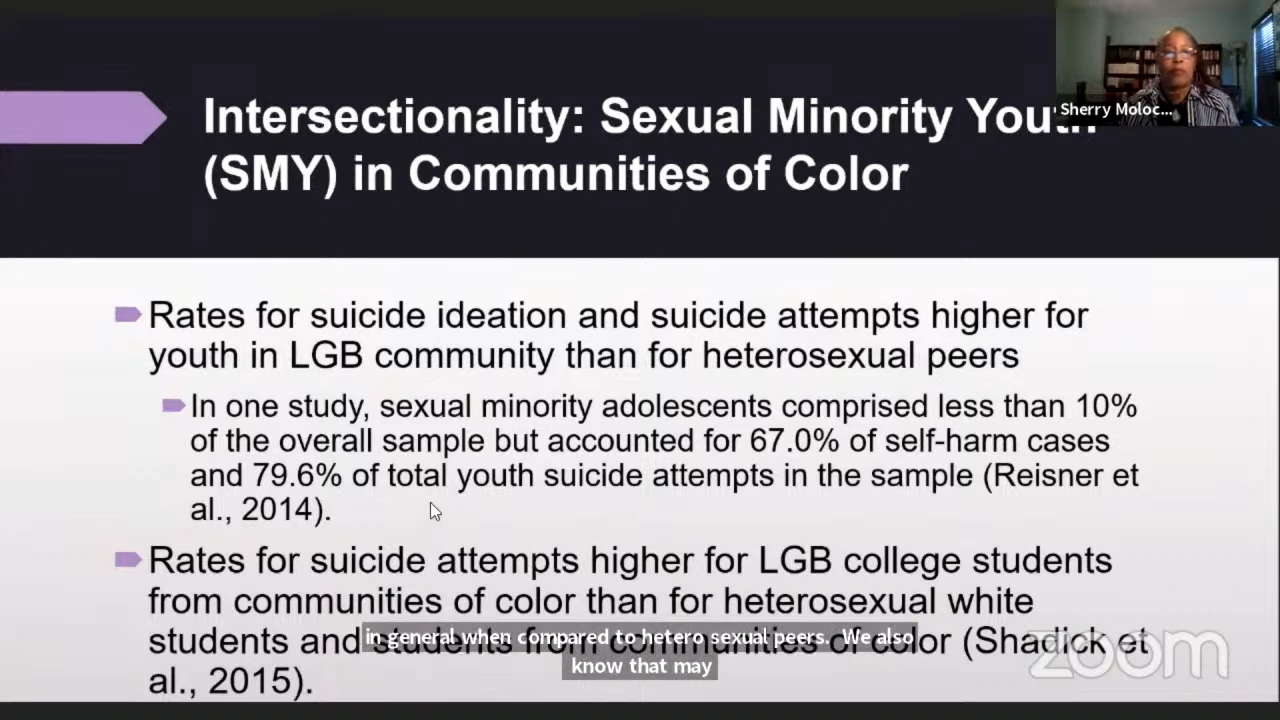 Intersectionality: Sexual Minority Youth
(SMY) in Communities of Color
Sherry Moloc...
Rates for suicide ideation and suicide attempts higher for
youth in LGB community than for heterosexual peers
In one study, sexual minority adolescents comprised less than 10%
of the overall sample but accounted for 67.0% of self-harm cases
and 79.6% of total youth suicide attempts in the sample (Reisner et
al., 2014).
Rates for suicide attempts higher for LGB college students
from communities of color than for heterosexual white
students and students from communities of color (Shadick et
al., 2015).
in general when compared to hetero sexual peers. We also
know that may
zoom